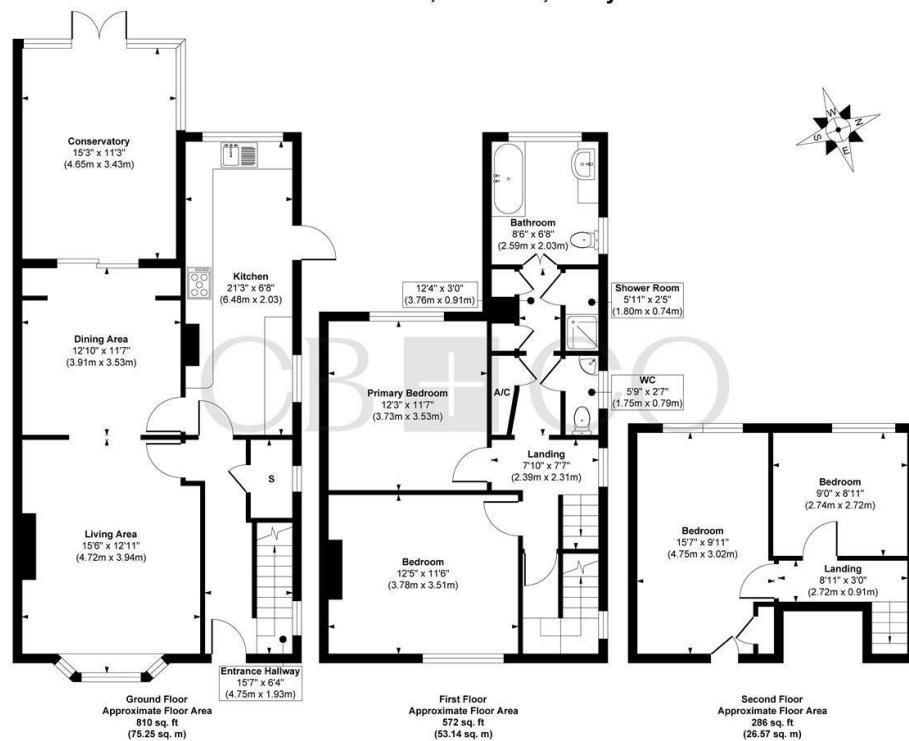 Conservatory
15'3" x 11'3"
(4.65m x 3.43m)
Kitchen
21'3" x 6'8"
(6.48m x 2.03)
Dining Area
12'10" x 11'7"
(3.91m x 3.53m)
Living Area
15'6" x 12'11"
(4.72m x 3.94m)
S
Entrance Hallway
15'7" x 6'4"
(4.75m x 1.93m)
Ground Floor
Approximate Floor Area
810 sq. ft
(75.25 sq. m)
Bathroom
8'6" x 6'8"
(2.59m x 2.03m)
12'4" x 3'0"
(3.76m x 0.91m)
Shower Room
5'11" x 2'5"
(1.80m x 0.74m)
Primary Bedroom
12'3" x 11'7"
(3.73m x 3.53m)
A/C
WC
5'9" x 2'7"
(1.75m x 0.79m)
Landing
7'10" x 7'7"
(2.39m x 2.31m)
Bedroom
12'5" x 11'6"
(3.78m x 3.51m)
First Floor
Approximate Floor Area
572 sq. ft
(53.14 sq. m)
W
N
S
E
Bedroom
9'0" x 8'11"
(2.74m x 2.72m)
Bedroom
15'7" x 9'11"
(4.75m x 3.02m)
Landing
8'11" x 3'0"
(2.72m x 0.91m)
Second Floor
Approximate Floor Area
286 sq. ft
(26.57 sq. m)
CB+CO